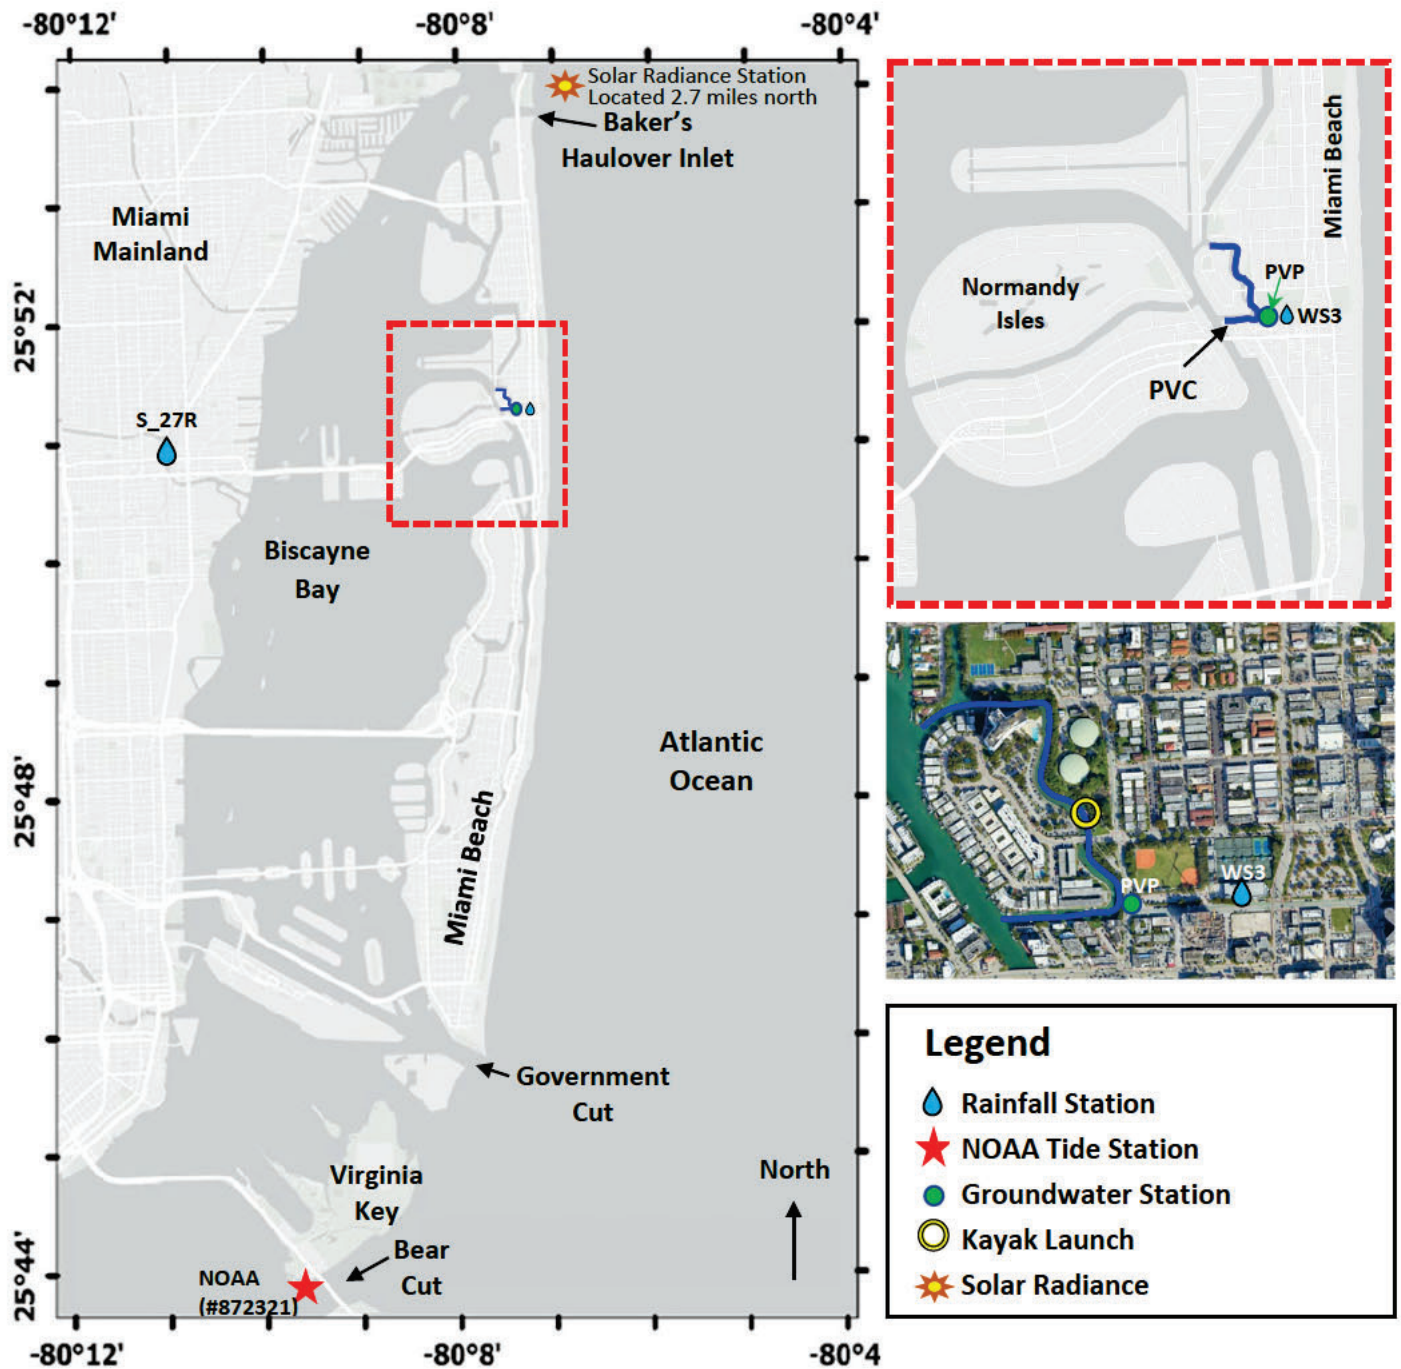 -80°12'
-80°8'
-80°4'
Solar Radiance Station
Located 2.7 miles north
Baker's
Haulover Inlet
Miami
Mainland
25°52'
S_27R
Biscayne
Bay
Atlantic
Ocean
25°48'
Miami Beach
Government
Cut
Virginia
Key
North
Bear
Cut
NOAA
(#872321)
25°44'
-80°12'
-80°8'
-80°4
Miami Beach
Normandy
Isles
PVP
WS3
PVC
PVP
WS3
Legend
Rainfall Station
NOAA Tide Station
Groundwater Station
Kayak Launch
Solar Radiance